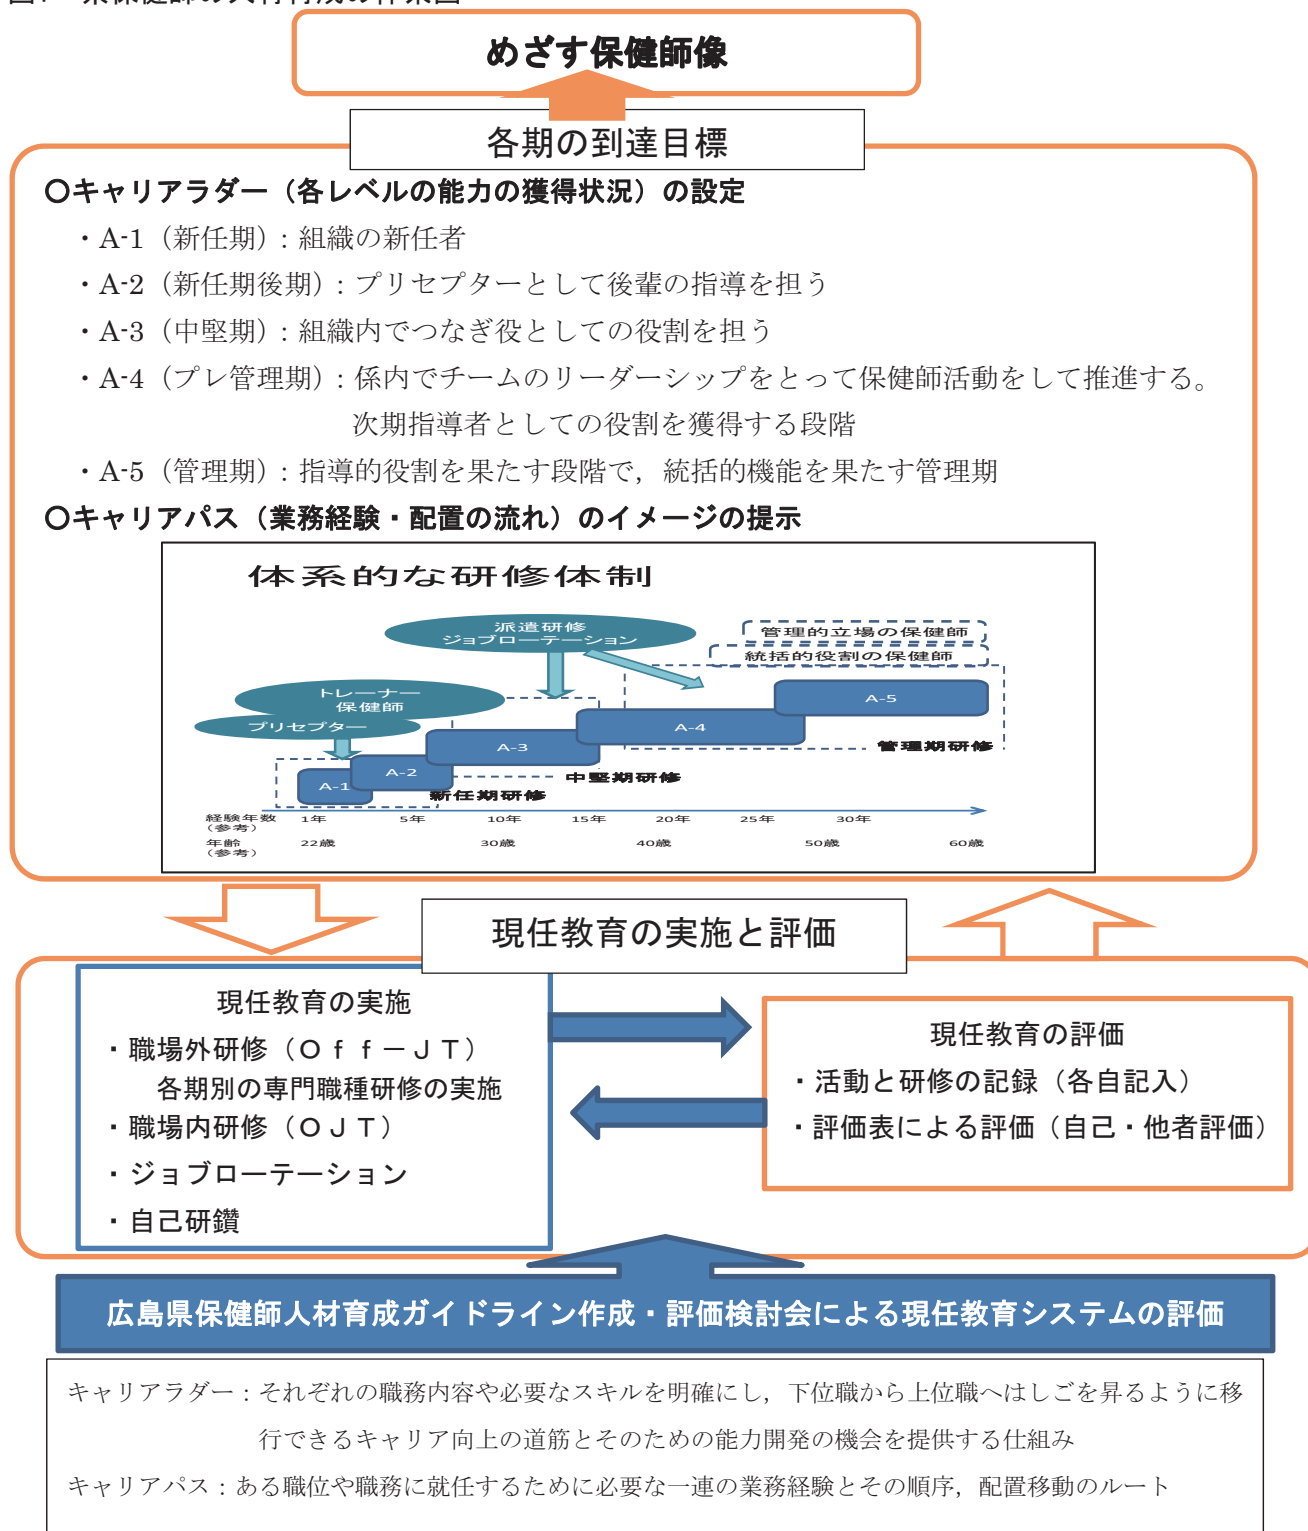 めざす保健師像
各期の到達目標
○キャリアラダー（各レベルの能力の獲得状況）の設定
・A-1（新任期）：組織の新任者
・A-2（新任期後期）：プリセプターとして後輩の指導を担う
・A-3（中堅期）：組織内でつなぎ役としての役割を担う
・A-4（プレ管理期）：係内でチームのリーダーシップをとって保健師活動をして推進する。
次期指導者としての役割を獲得する段階
・A-5（管理期）：指導的役割を果たす段階で，統括的機能を果たす管理期
○キャリアパス（業務経験・配置の流れ）のイメージの提示
体系的な研修体制
派遣研修
ジョブローテーション
管理的立場の保健師
統括的役割の保健師
トレーナー
保健師
プリセプター
A-5
A-4
A-3
A-2
A-1
管理期研修
中堅期研修
新任期研修
経験年数
（参考）
1年 5年 10年 15年 20年 25年 30年
年齢
（参考）
22歳 30歳 40歳 50歳 60歳
現任教育の実施と評価
現任教育の実施
・職場外研修（Ｏｆｆ－ＪＴ）
各期別の専門職種研修の実施
・職場内研修（ＯＪＴ）
・ジョブローテーション
・自己研鑽
現任教育の評価
・活動と研修の記録（各自記入）
・評価表による評価（自己・他者評価）
広島県保健師人材育成ガイドライン作成・評価検討会による現任教育システムの評価
キャリアラダー：それぞれの職務内容や必要なスキルを明確にし，下位職から上位職へはしごを昇るように移
行できるキャリア向上の道筋とそのための能力開発の機会を提供する仕組み
キャリアパス：ある職位や職務に就任するために必要な一連の業務経験とその順序，配置移動のルート